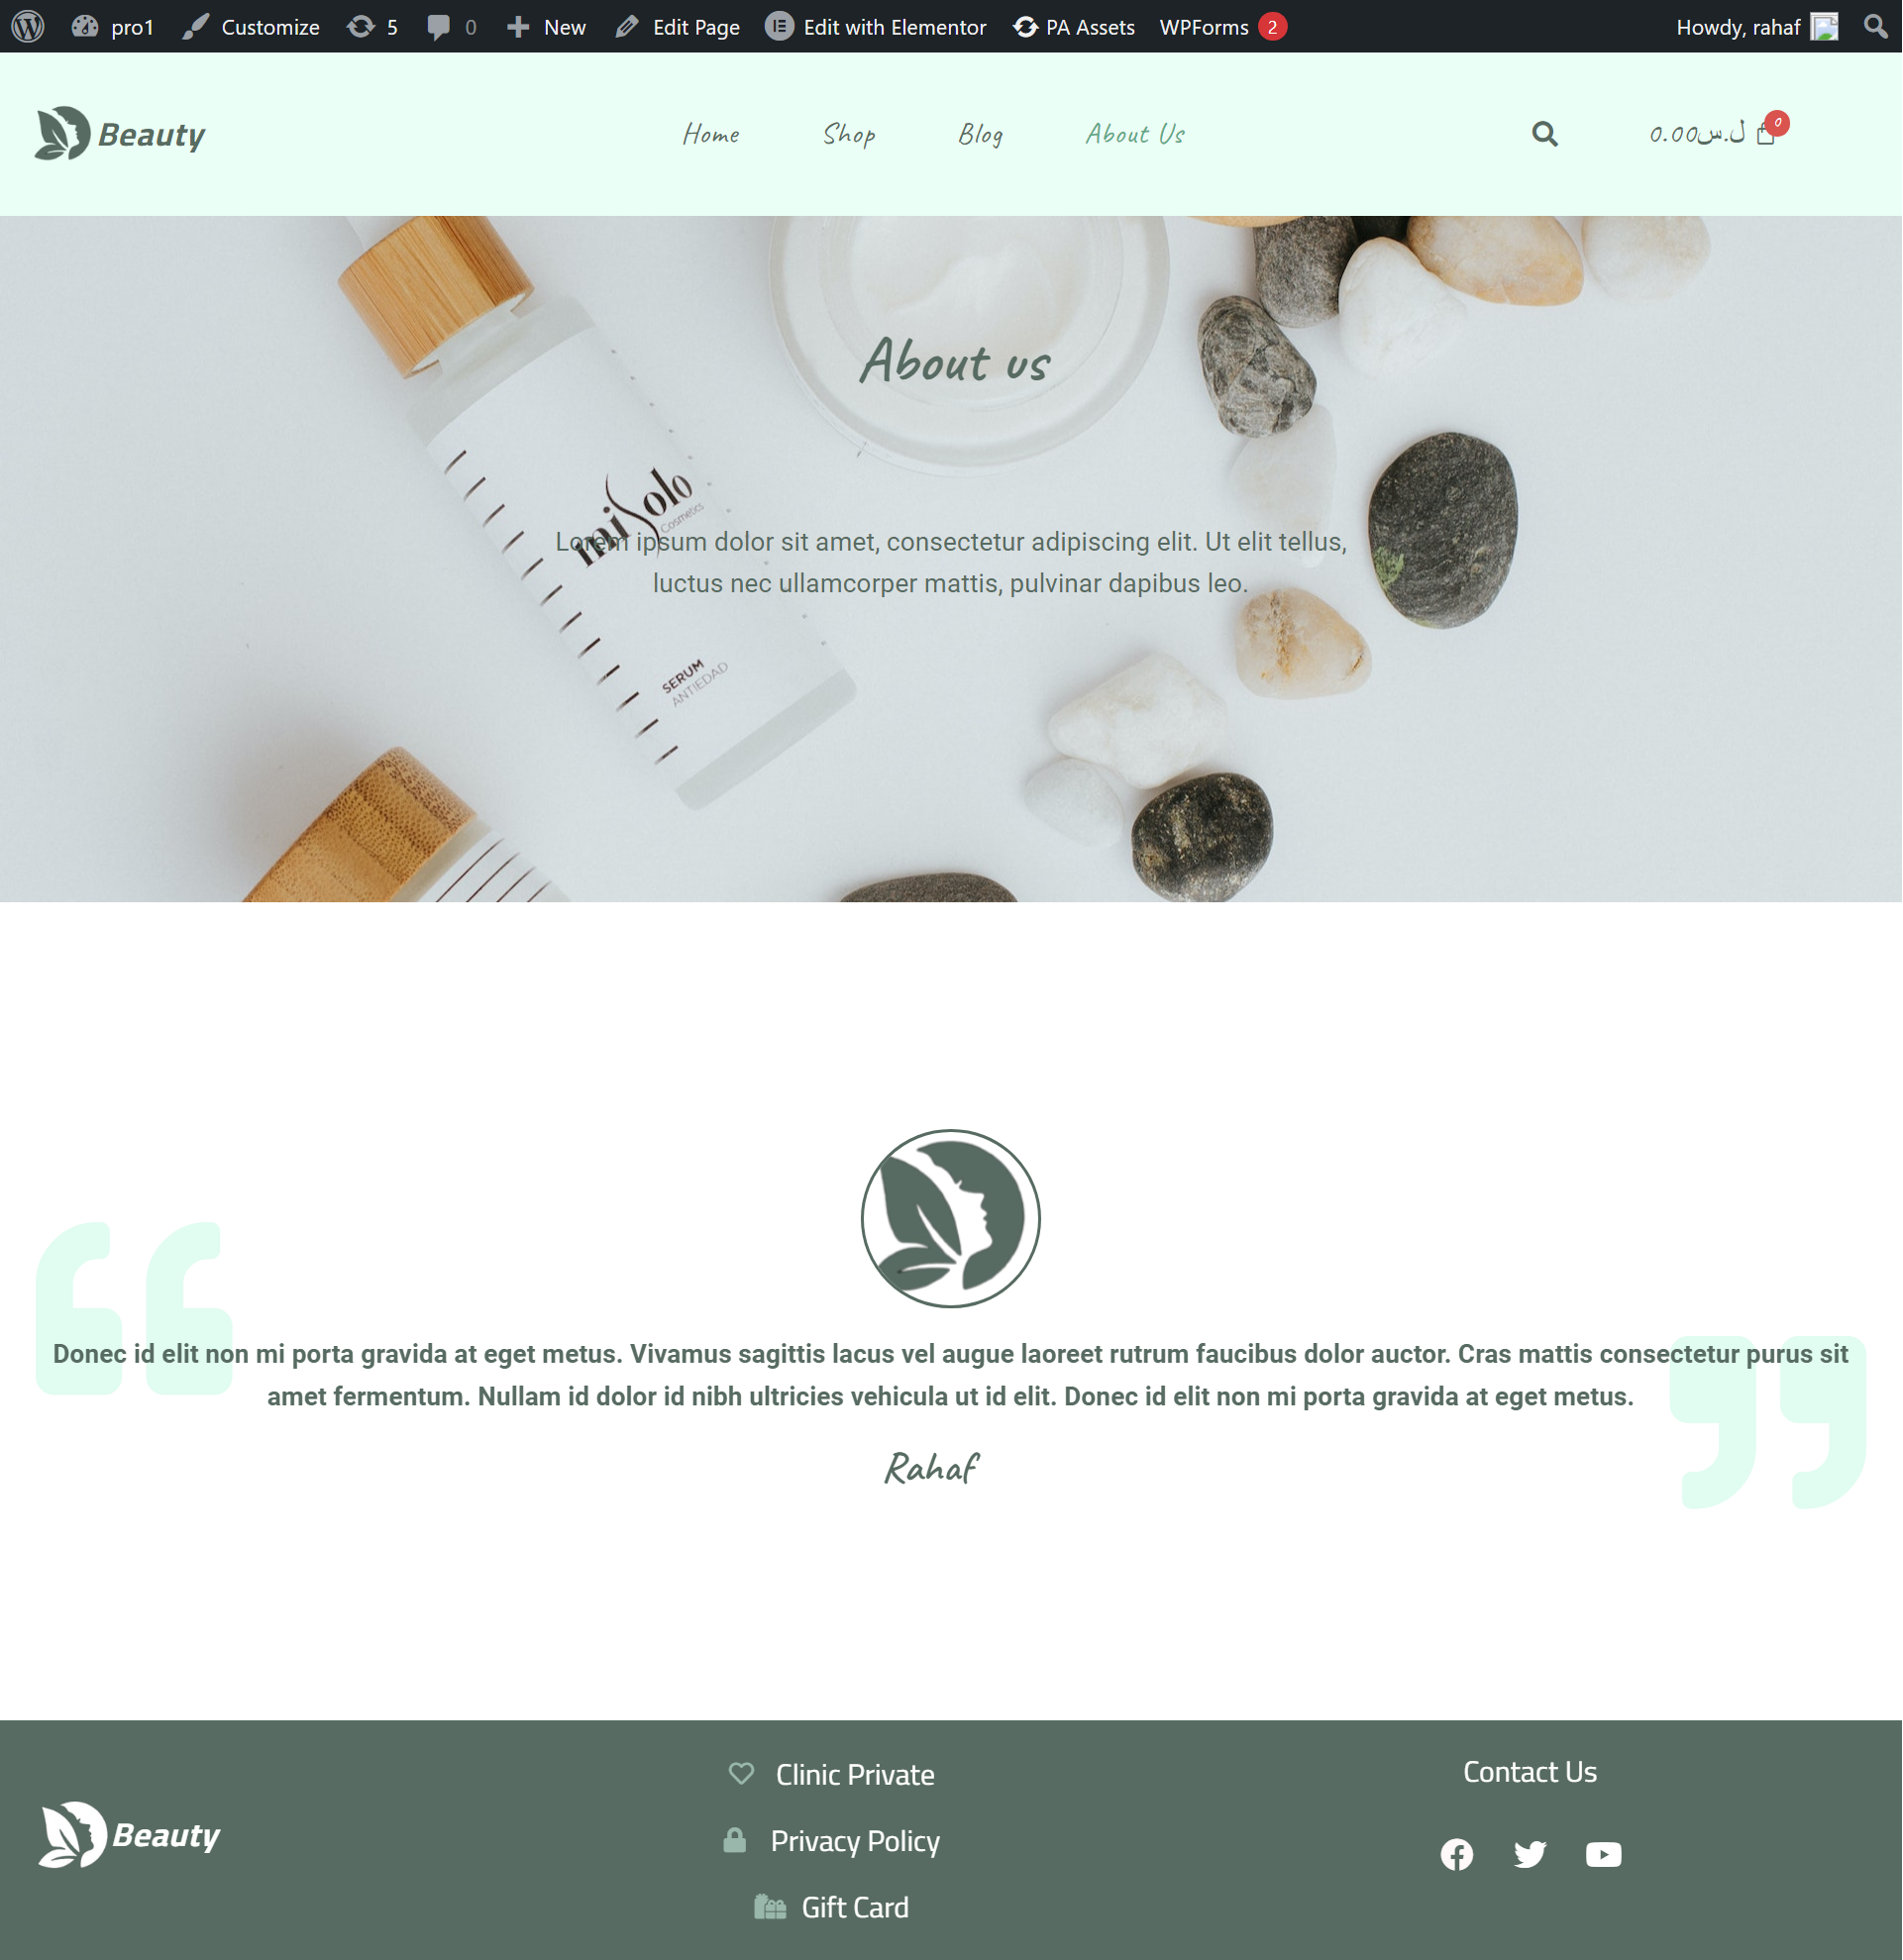 pro1 Customize 5 0 New Edit Page Edit with Elementor PA Assets WPForms 2 Howdy, rahaf
Beauty Home Shop Blog About Us 0.00ل.س 0
About us
miSolo
Cosmetics
Lorem ipsum dolor sit amet, consectetur adipiscing elit. Ut elit tellus,
luctus nec ullamcorper mattis, pulvinar dapibus leo.
SERUM
ANTIEDAD
Donec id elit non mi porta gravida at eget metus. Vivamus sagittis lacus vel augue laoreet rutrum faucibus dolor auctor. Cras mattis consectetur purus sit
amet fermentum. Nullam id dolor id nibh ultricies vehicula ut id elit. Donec id elit non mi porta gravida at eget metus.
Rahaf
Beauty
Clinic Private
Privacy Policy
Gift Card
Contact Us